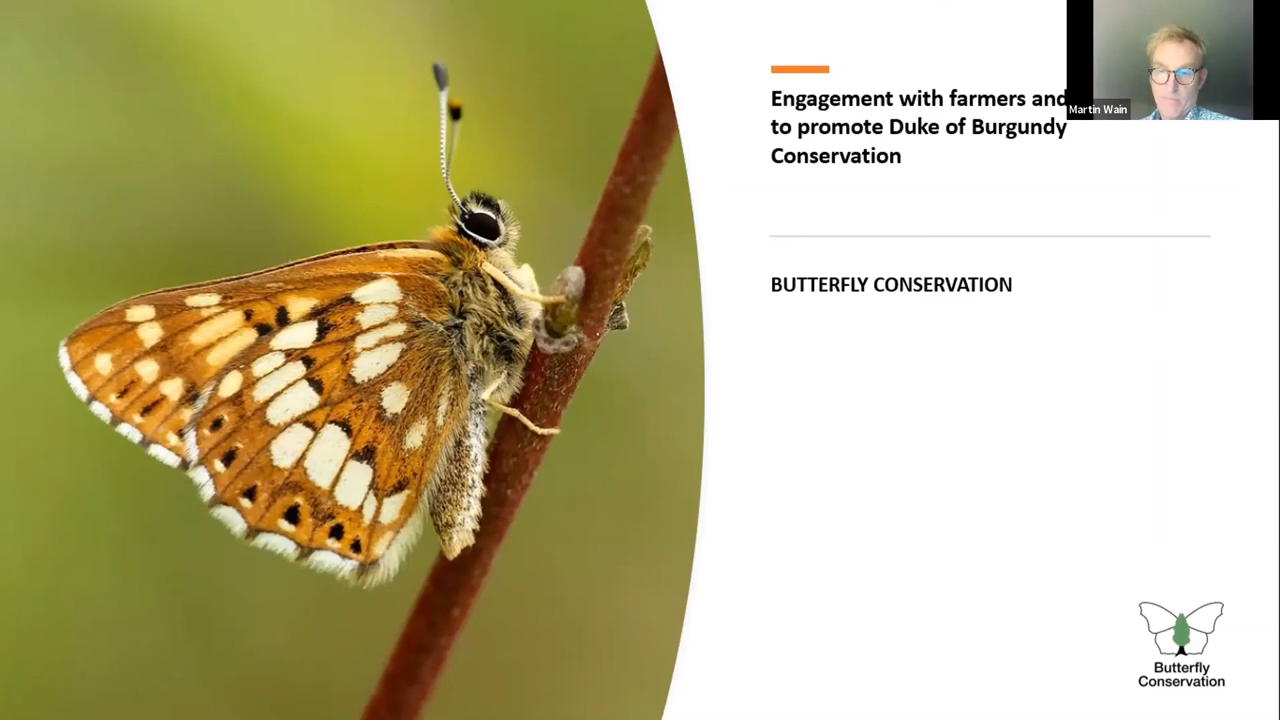 Engagement with farmers and
to promote Duke of Burgundy
Conservation
Martin Wain
BUTTERFLY CONSERVATION
Butterfly
Conservation